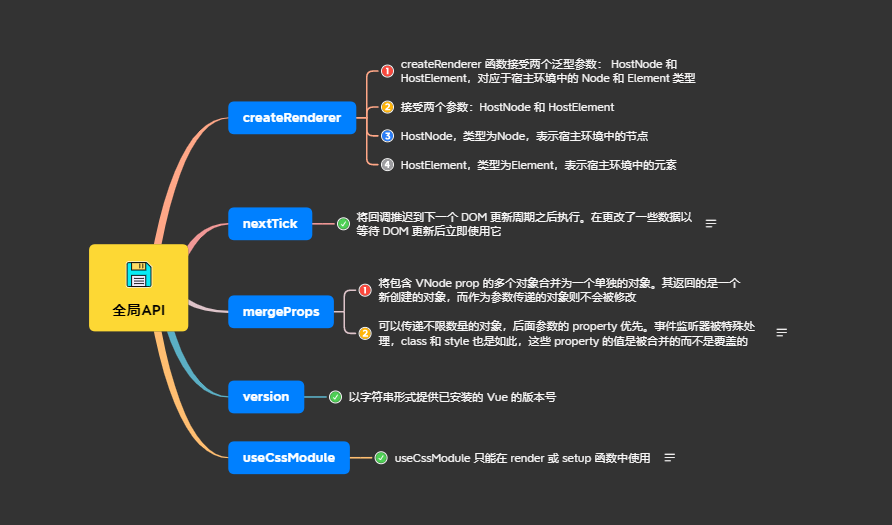 全局API
createRenderer
1 createRenderer 函数接受两个泛型参数： HostNode 和
HostElement，对应于宿主环境中的 Node 和 Element 类型
2 接受两个参数：HostNode 和 HostElement
3 HostNode，类型为Node，表示宿主环境中的节点
4 HostElement，类型为Element，表示宿主环境中的元素
nextTick
将回调推迟到下一个 DOM 更新周期之后执行。在更改了一些数据以
等待 DOM 更新后立即使用它
mergeProps
1 将包含 VNode prop 的多个对象合并为一个单独的对象。其返回的是一个
新创建的对象，而作为参数传递的对象则不会被修改
2 可以传递不限数量的对象，后面参数的 property 优先。事件监听器被特殊处
理，class 和 style 也是如此，这些 property 的值是被合并的而不是覆盖的
version
以字符串形式提供已安装的 Vue 的版本号
useCssModule
useCssModule 只能在 render 或 setup 函数中使用